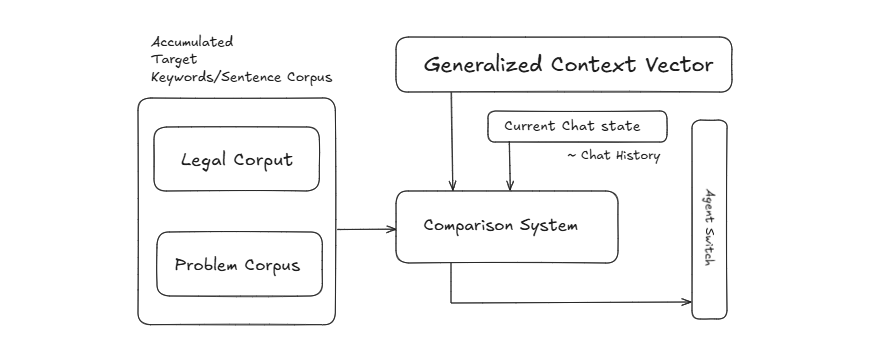 Accumulated
Target
Keywords/Sentence Corpus
Legal Corput
Problem Corpus
Generalized Context Vector
Current Chat state
~ Chat History
Comparison System
Agent Switch